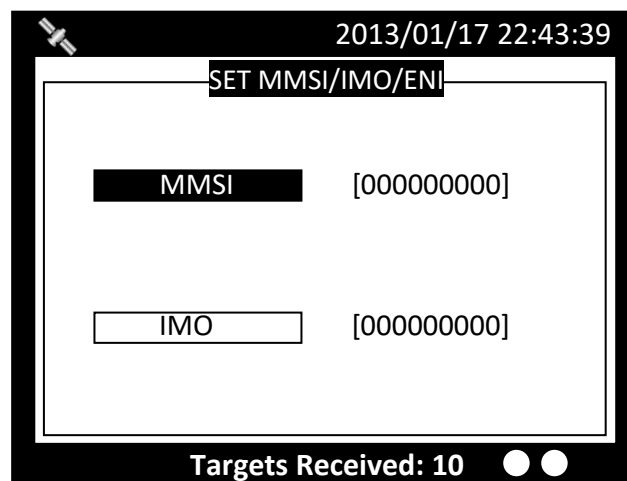 2013/01/17 22:43:39
SET MMSI/IMO/ENI
MMSI [000000000]
IMO [000000000]
Targets Received: 10